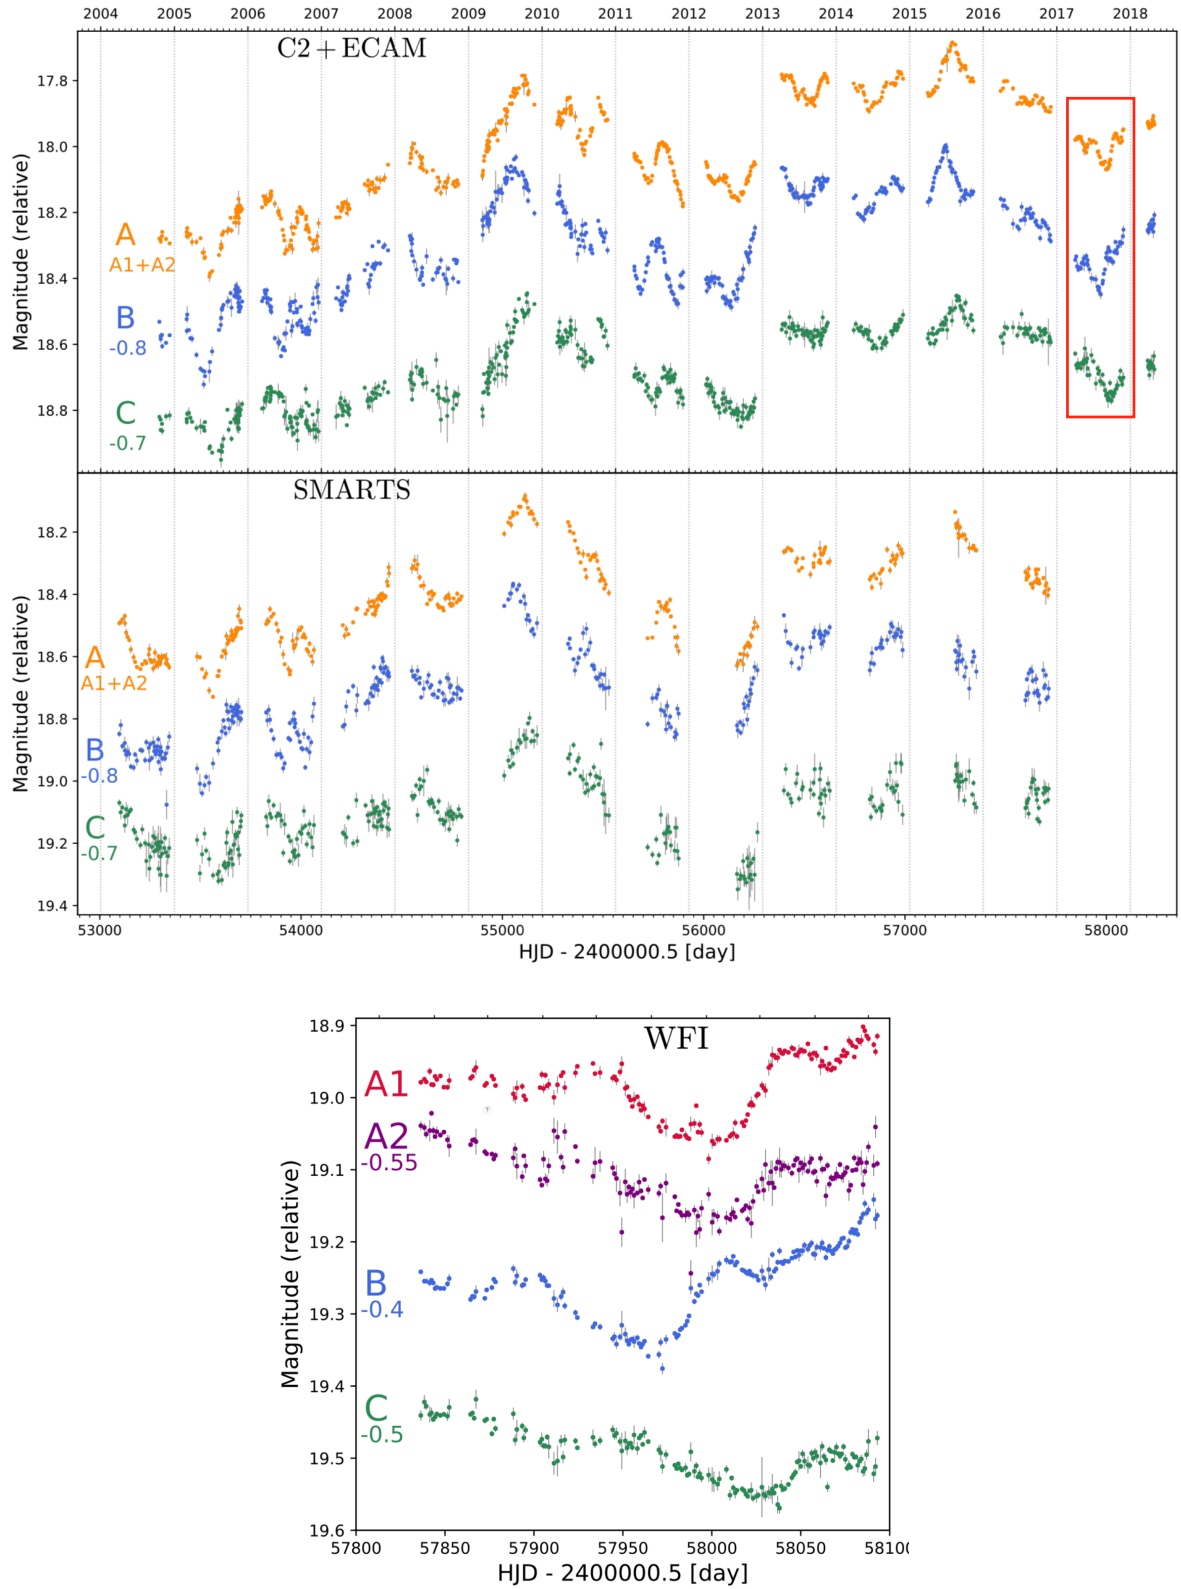 2004 2005 2006 2007 2008 2009 2010 2011 2012 2013 2014 2015 2016 2017 2018
C2 + ECAM
17.8
18.0
18.2
18.4
18.6
18.8
Magnitude (relative)
A
A1+A2
B
-0.8
C
-0.7
SMARTS
18.2
18.4
18.6
18.8
19.0
19.2
19.4
Magnitude (relative)
A
A1+A2
B
-0.8
C
-0.7
53000 54000 55000 56000 57000 58000
HJD - 2400000.5 [day]
WFI
18.9
19.0
19.1
19.2
19.3
19.4
19.5
19.6
Magnitude (relative)
A1
A2
-0.55
B
-0.4
C
-0.5
57800 57850 57900 57950 58000 58050 5810
HJD - 2400000.5 [day]